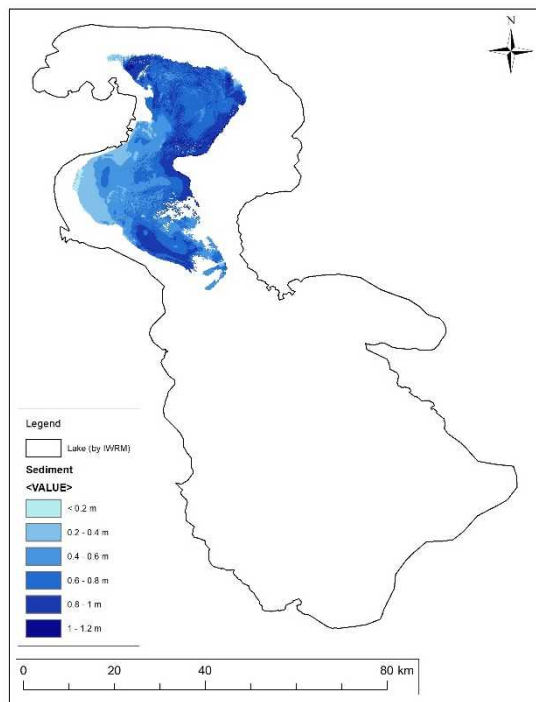 N
Legend
Lake (by IWRM)
Sediment
<VALUE>
< 0.2 m
0.2 - 0.4 m
0.4 - 0.6 m
0.6 - 0.8 m
0.8 - 1 m
1 - 1.2 m
0 20 40 80 km